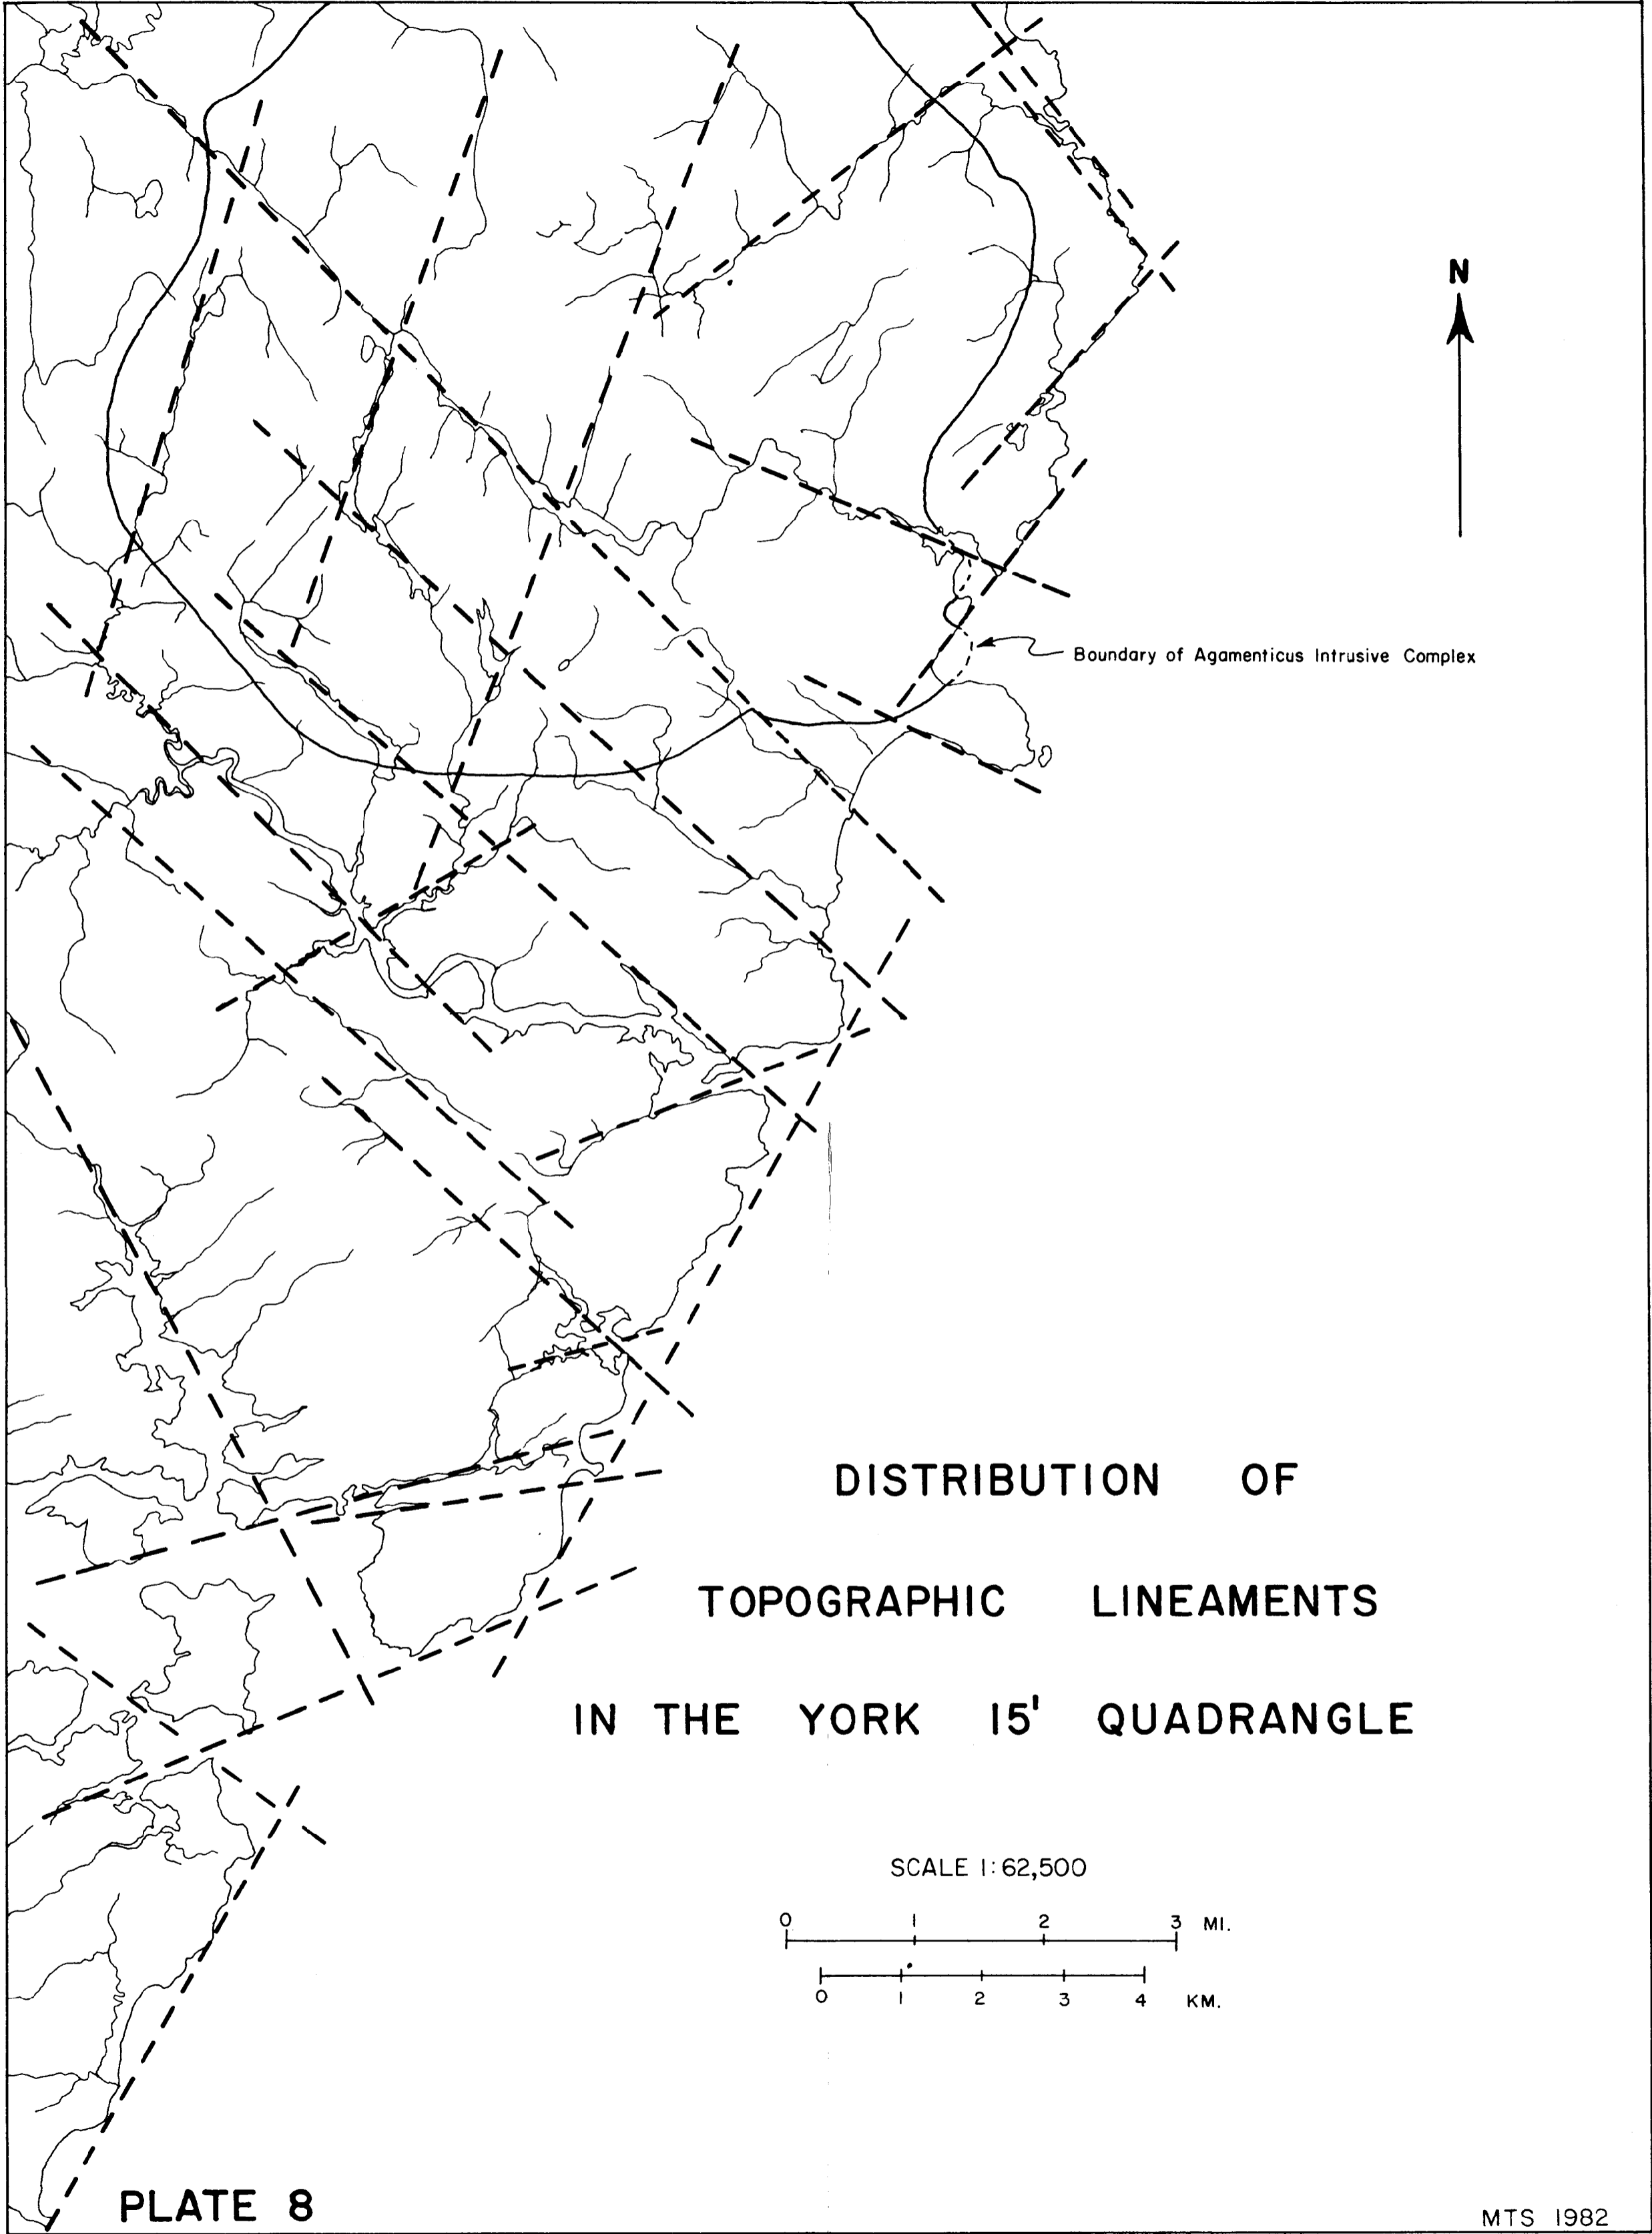 N
Boundary of Agamenticus Intrusive Complex
DISTRIBUTION OF
TOPOGRAPHIC LINEAMENTS
IN THE YORK 15' QUADRANGLE
SCALE 1:62,500
0 1 2 3 MI.
0 1 2 3 4 KM.
PLATE 8
MTS 1982